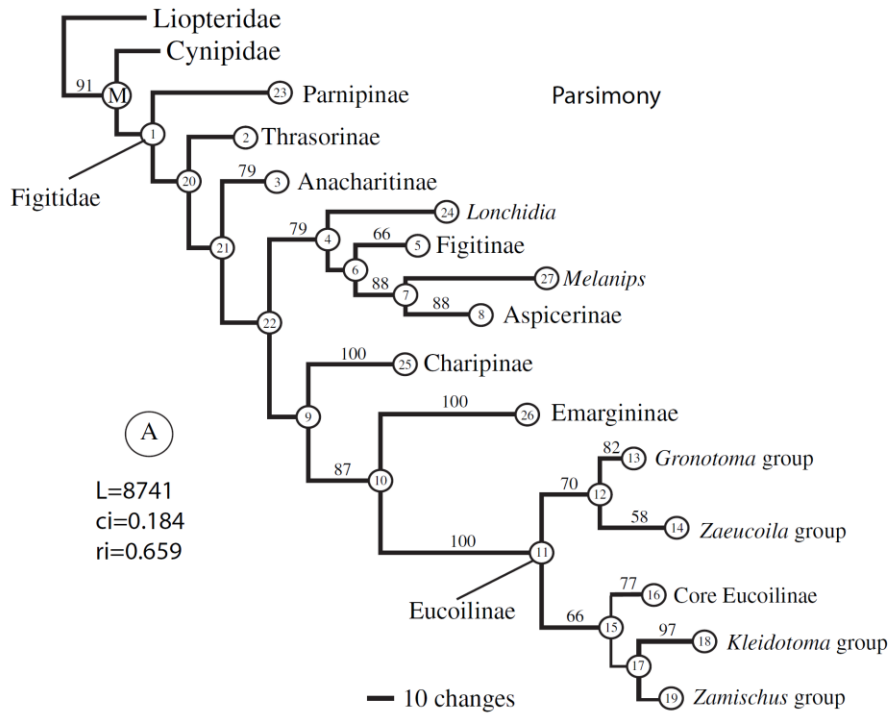 Liopteridae
Cynipidae
91
M
23
Parnipinae
Parsimony
1
2
Thrasorinae
Figitidae
20
79
3
Anacharitinae
21
79
4
24
Lonchidia
66
5
Figitinae
6
88
7
27
Melanips
88
8
Aspicerinae
22
100
25
Charipinae
9
100
26
Emargininae
A
87
10
L=8741
ci=0.184
ri=0.659
82
13
Gronotoma group
70
12
58
14
Zaeucoila group
100
11
Eucoilinae
77
16
Core Eucoilinae
66
15
97
18
Kleidotoma group
17
19
Zamischus group
10 changes